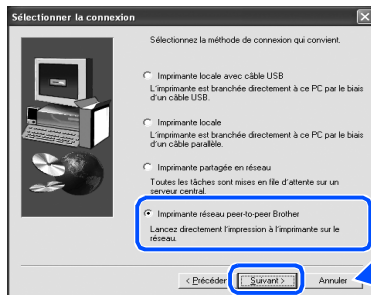 Sélectionner la connexion
Sélectionnez la méthode de connexion qui convient.
Imprimante locale avec câble USB
L'imprimante est branchée directement à ce PC par le biais
d'un câble USB.
Imprimante locale
L'imprimante est branchée directement à ce PC par le biais
d'un câble parallèle.
Imprimante partagée en réseau
Toutes les tâches sont mises en file d'attente sur un
serveur central.
Imprimante réseau peer-to-peer Brother
Lancez directement l'impression à l'imprimante sur le
réseau.
< Précéder Suivant > Annuler